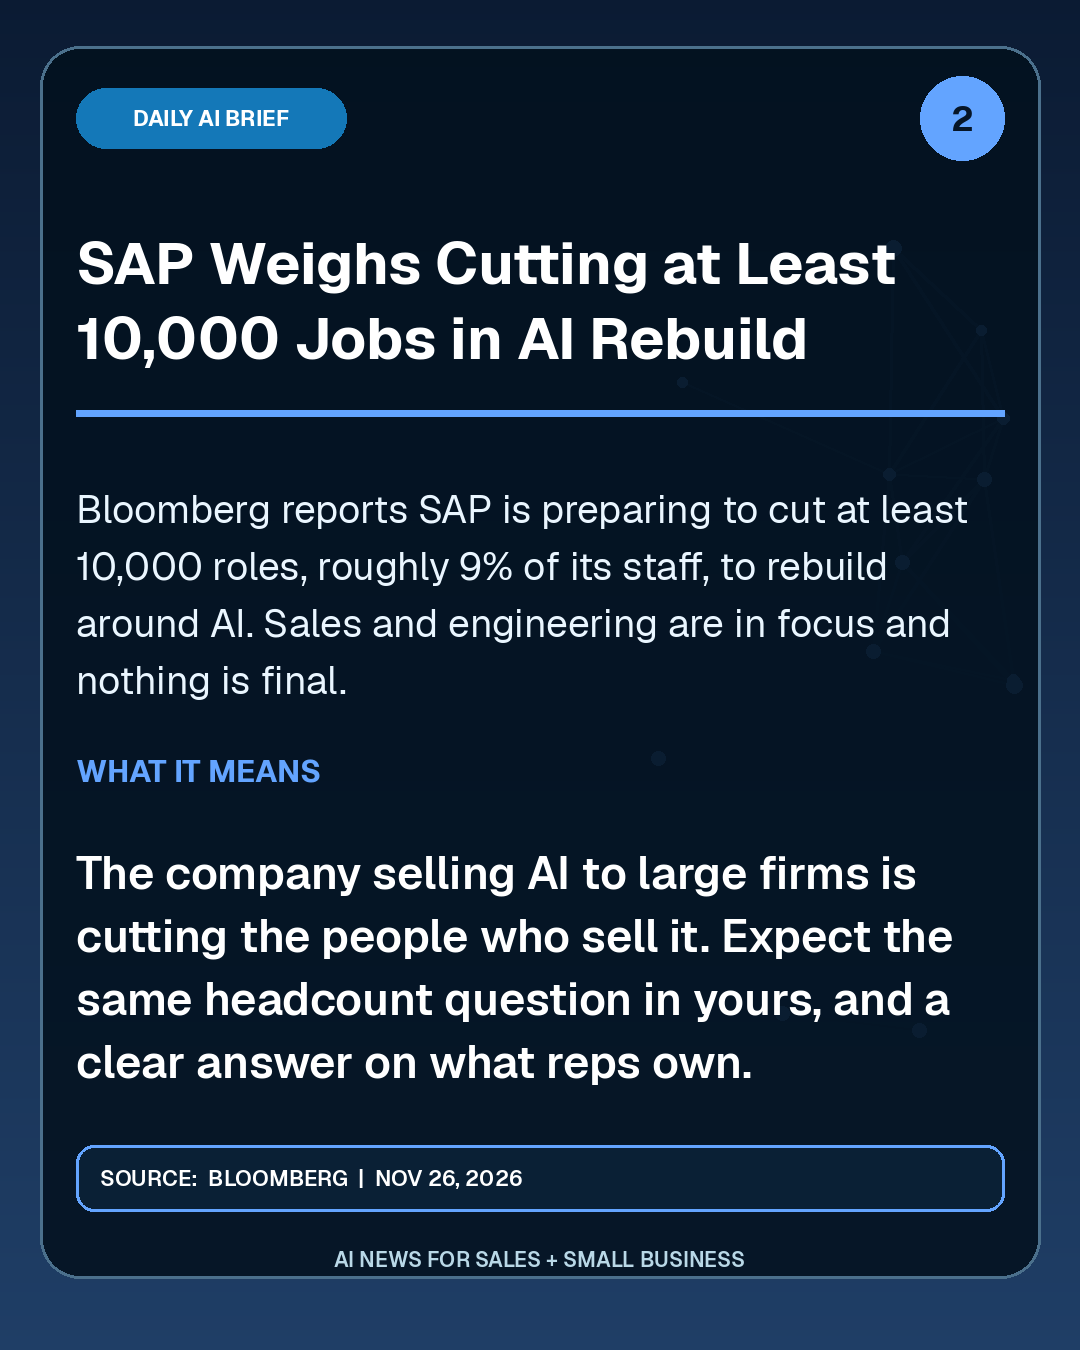 DAILY AI BRIEF
2
SAP Weighs Cutting at Least
10,000 Jobs in AI Rebuild
Bloomberg reports SAP is preparing to cut at least
10,000 roles, roughly 9% of its staff, to rebuild
around AI. Sales and engineering are in focus and
nothing is final.
WHAT IT MEANS
The company selling AI to large firms is
cutting the people who sell it. Expect the
same headcount question in yours, and a
clear answer on what reps own.
SOURCE: BLOOMBERG | NOV 26, 2026
AI NEWS FOR SALES + SMALL BUSINESS